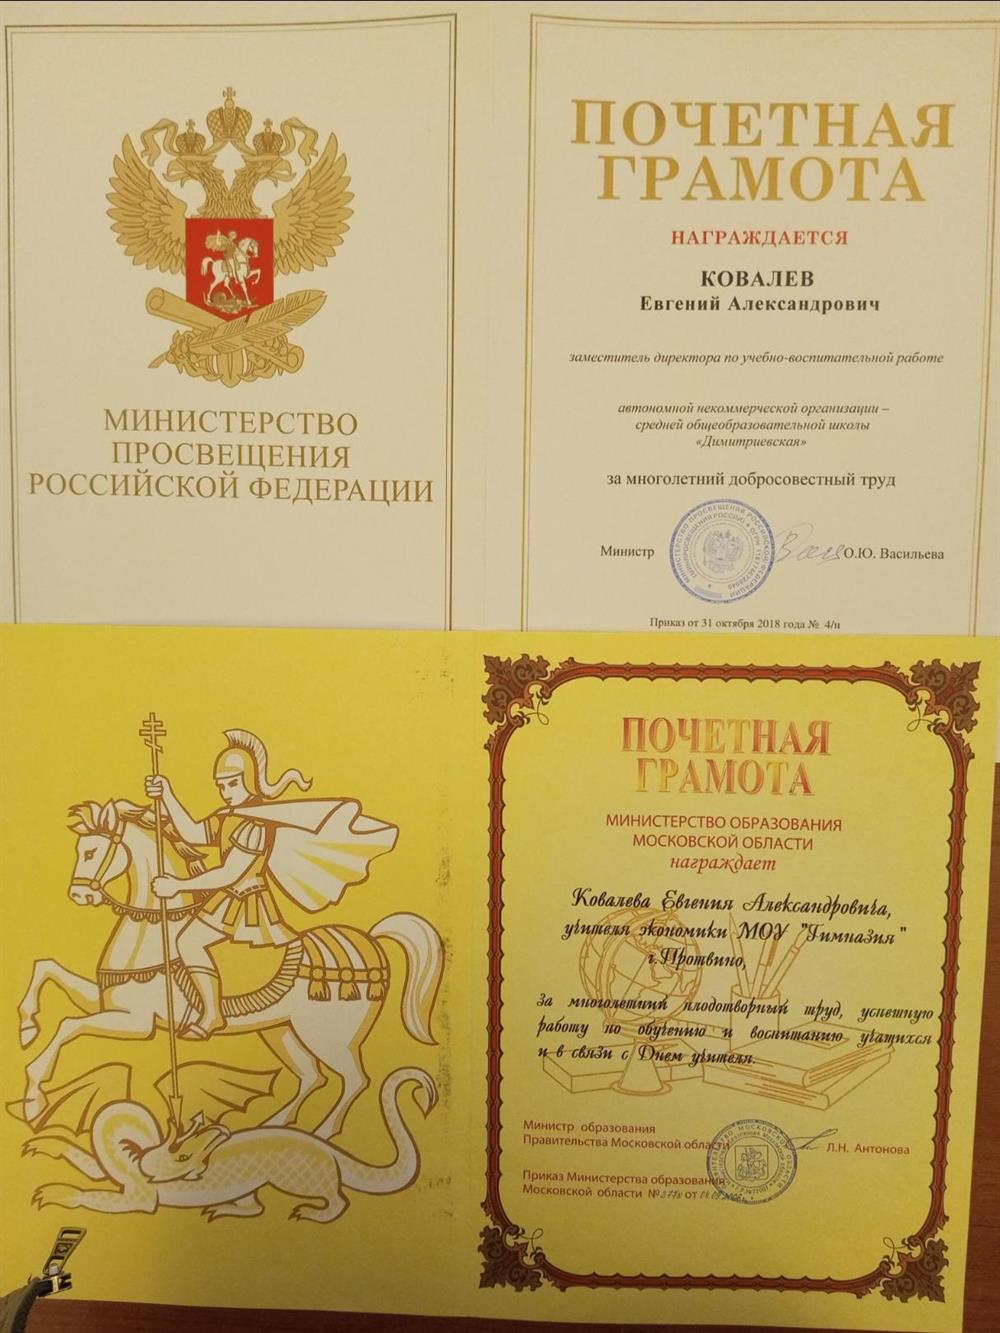 МИНИСТЕРСТВО
ПРОСВЕЩЕНИЯ
РОССИЙСКОЙ ФЕДЕРАЦИИ
ПОЧЕТНАЯ
ГРАМОТА
НАГРАЖДАЕТСЯ
КОВАЛЕВ
Евгений Александрович
заместитель директора по учебно-воспитательной работе
автономной некоммерческой организации –
средней общеобразовательной школы
«Димитриевская»
за многолетний добросовестный труд
Министр
О.Ю. Васильева
Приказ от 31 октября 2018 года № 4/н
ПОЧЕТНАЯ
ГРАМОТА
МИНИСТЕРСТВО ОБРАЗОВАНИЯ
МОСКОВСКОЙ ОБЛАСТИ
награждает
Ковалева Евгения Александровича,
учителя экономики МОУ "Гимназия"
г.Протвино,
За многолетний плодотворный труд, успешную
работу по обучению и воспитанию учащихся
и в связи с Днем учителя.
Министр образования
Правительства Московской области
Л.Н. Антонова
Приказ Министерства образования
Московской области № от